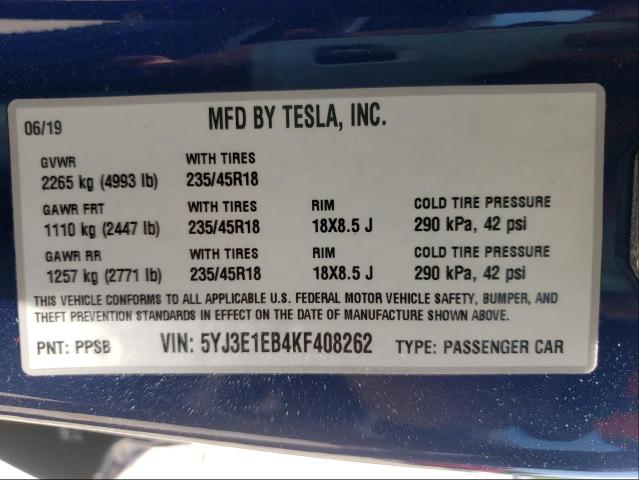 06/19 MFD BY TESLA, INC.
GVWR WITH TIRES
2265 kg (4993 lb) 235/45R18
GAWR FRT WITH TIRES RIM COLD TIRE PRESSURE
1110 kg (2447 lb) 235/45R18 18X8.5 J 290 kPa, 42 psi
GAWR RR WITH TIRES RIM COLD TIRE PRESSURE
1257 kg (2771 lb) 235/45R18 18X8.5 J 290 kPa, 42 psi
THIS VEHICLE CONFORMS TO ALL APPLICABLE U.S. FEDERAL MOTOR VEHICLE SAFETY, BUMPER, AND
THEFT PREVENTION STANDARDS IN EFFECT ON THE DATE OF MANUFACTURE SHOWN ABOVE.
PNT: PPSB VIN: 5YJ3E1EB4KF408262 TYPE: PASSENGER CAR